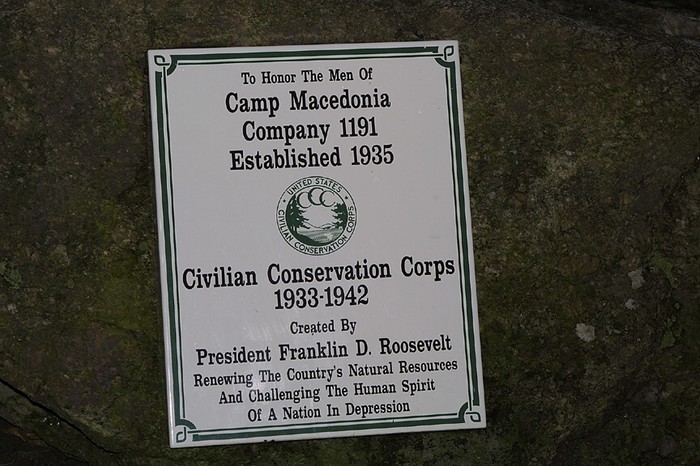 To Honor The Men Of
Camp Macedonia
Company 1191
Established 1935
UNITED STATES
CCC
CIVILIAN CONSERVATION CORPS
Civilian Conservation Corps
1933-1942
Created By
President Franklin D. Roosevelt
Renewing The Country's Natural Resources
And Challenging The Human Spirit
Of A Nation In Depression